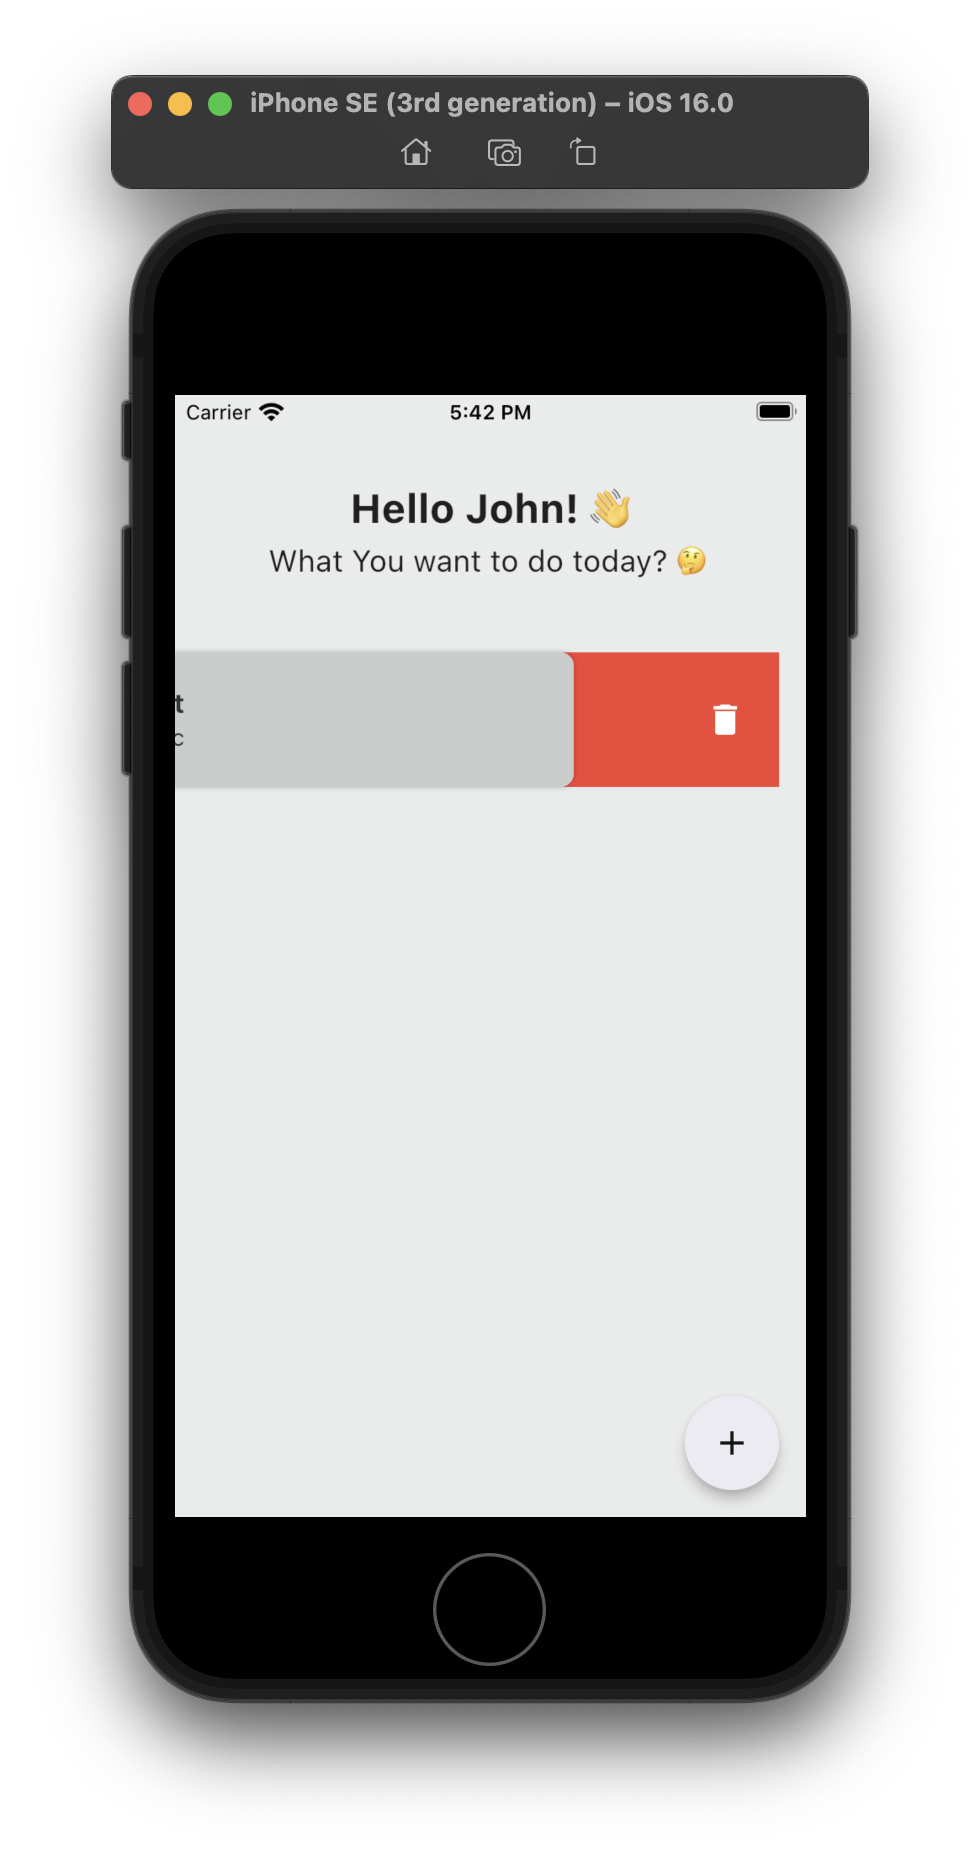 iPhone SE (3rd generation) – iOS 16.0
Carrier 5:42 PM
Hello John! 👋
What You want to do today? 🤔
t
c